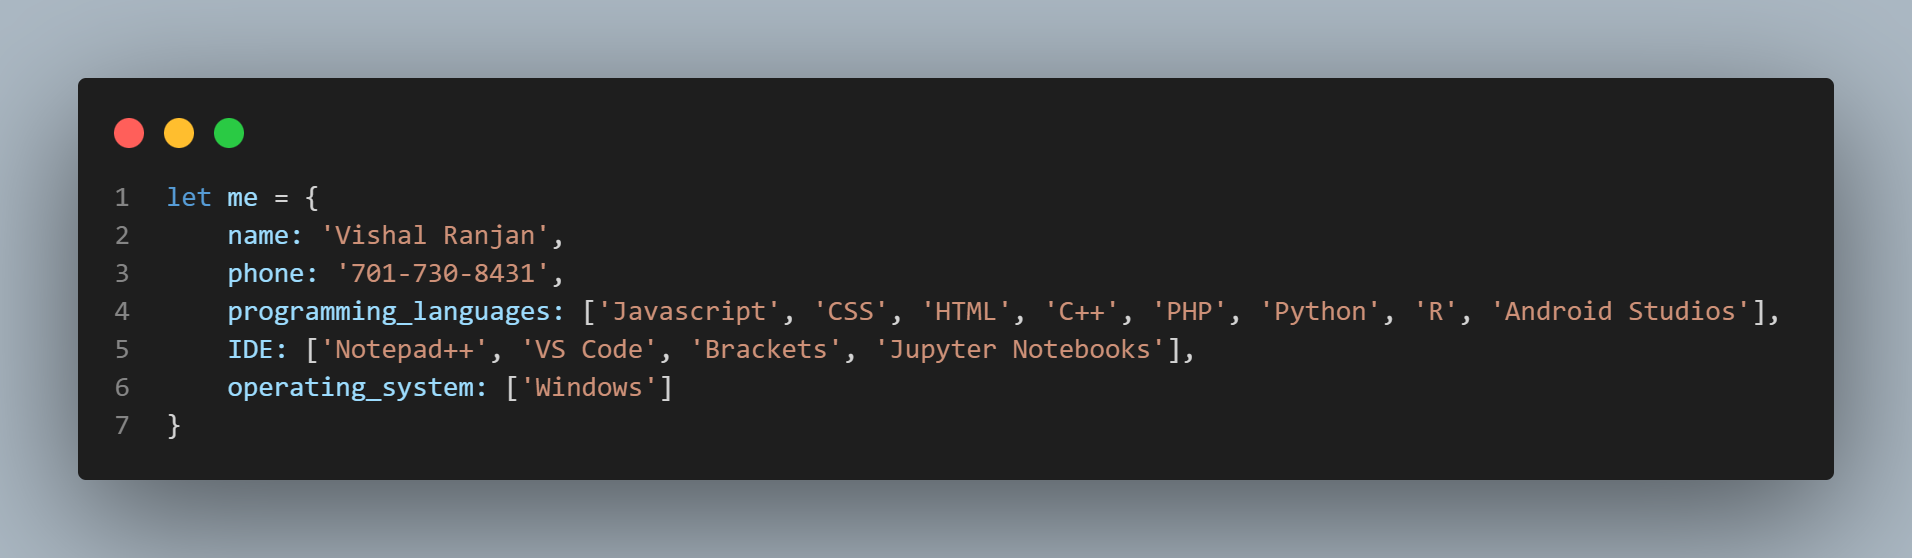 1 let me = {
2     name: 'Vishal Ranjan',
3     phone: '701-730-8431',
4     programming_languages: ['Javascript', 'CSS', 'HTML', 'C++', 'PHP', 'Python', 'R', 'Android Studios'],
5     IDE: ['Notepad++', 'VS Code', 'Brackets', 'Jupyter Notebooks'],
6     operating_system: ['Windows']
7 }